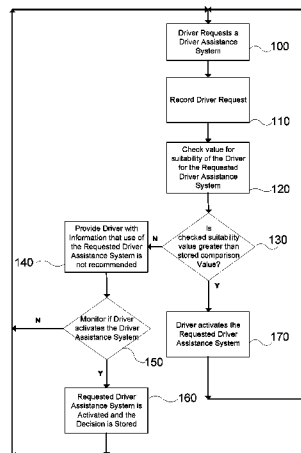 Driver Requests a
Driver Assistance
System
100
Record Driver Request
110
Check value for
suitability of the Driver
for the Requested
Driver Assistance
System
120
Is
checked suitability
value greater than
stored comparison
Value?
130
N
Y
Provide Driver with
Information that use of
the Requested Driver
Assistance System is
not recommended
140
Monitor if Driver
activates the Driver
Assistance System
150
N
Y
Driver activates the
Requested Driver
Assistance System
170
Requested Driver
Assistance System is
Activated and the
Decision is Stored
160